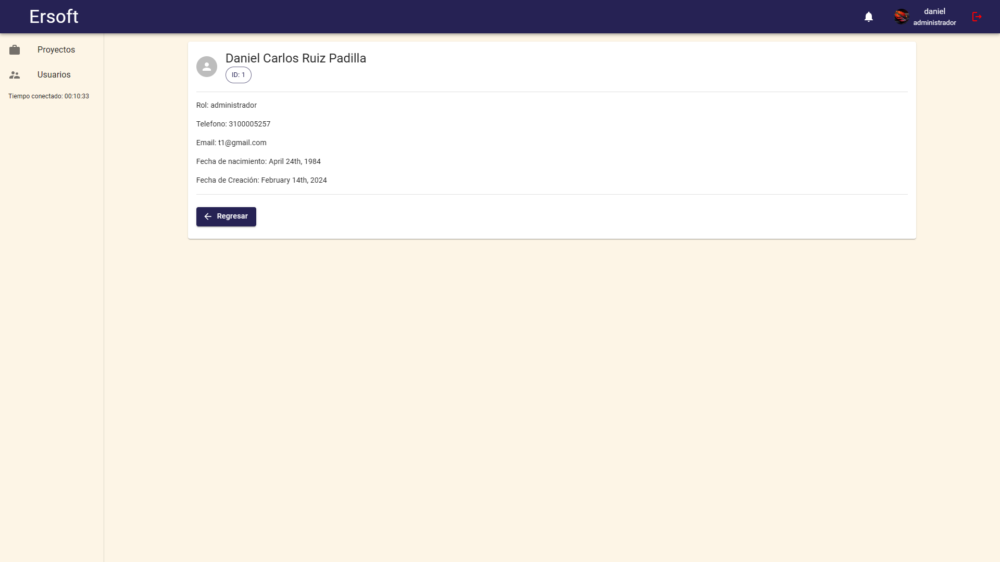 Ersoft
daniel
administrador
Proyectos
Usuarios
Tiempo conectado: 00:10:33
Daniel Carlos Ruiz Padilla
ID: 1
Rol: administrador
Telefono: 3100005257
Email: t1@gmail.com
Fecha de nacimiento: April 24th, 1984
Fecha de Creación: February 14th, 2024
Regresar